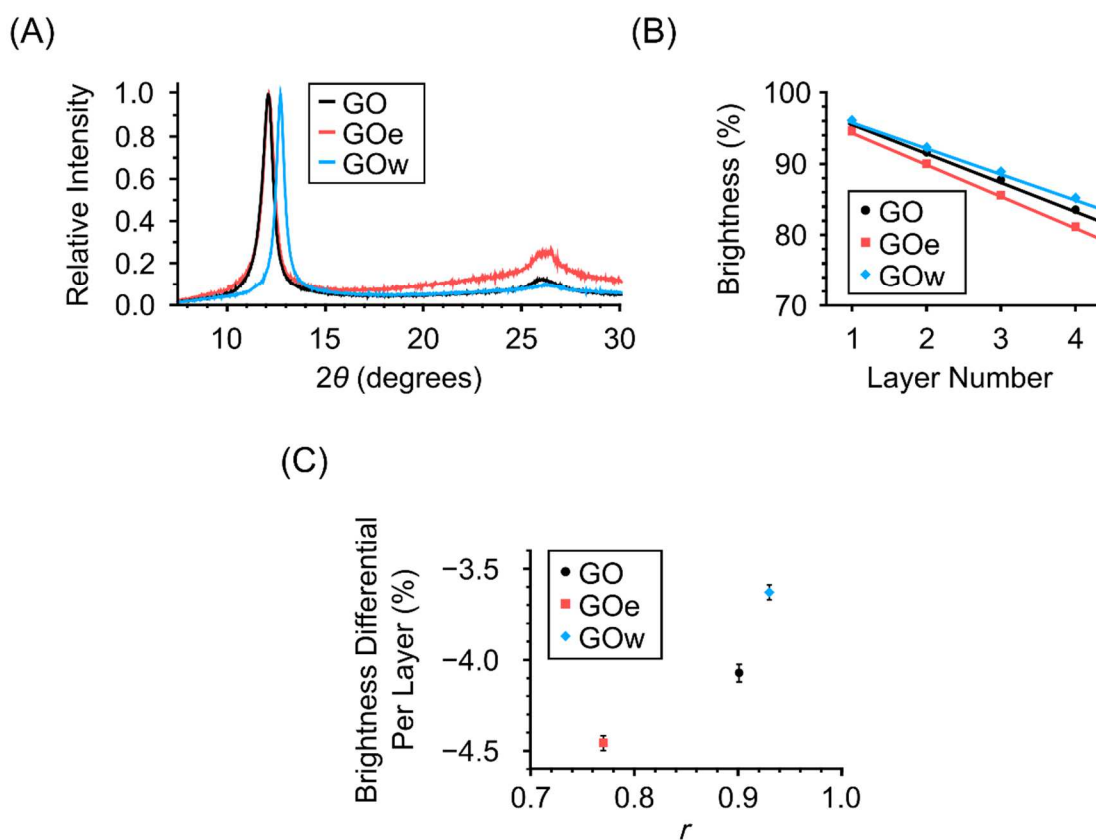 (A)
Relative Intensity
1.0
0.8
0.6
0.4
0.2
0.0
GO
GOe
GOw
10 15 20 25 30
2θ (degrees)
(B)
Brightness (%)
100
90
80
70
GO
GOe
GOw
1 2 3 4
Layer Number
(C)
Brightness Differential
Per Layer (%)
−3.5
−4.0
−4.5
GO
GOe
GOw
0.7 0.8 0.9 1.0
r